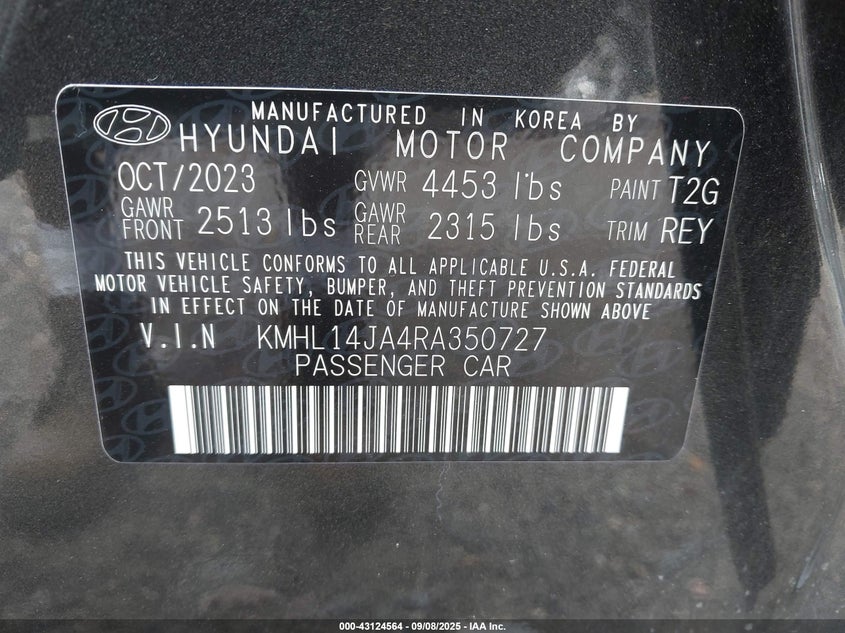 MANUFACTURED IN KOREA BY
HYUNDAI MOTOR COMPANY
OCT/2023 GVWR 4453 lbs PAINT T2G
GAWR FRONT 2513 lbs GAWR REAR 2315 lbs TRIM REY
THIS VEHICLE CONFORMS TO ALL APPLICABLE U.S.A. FEDERAL
MOTOR VEHICLE SAFETY, BUMPER, AND THEFT PREVENTION STANDARDS
IN EFFECT ON THE DATE OF MANUFACTURE SHOWN ABOVE
V.I.N KMHL14JA4RA350727
PASSENGER CAR
000-43124564 - 09/08/2025 - IAA Inc.